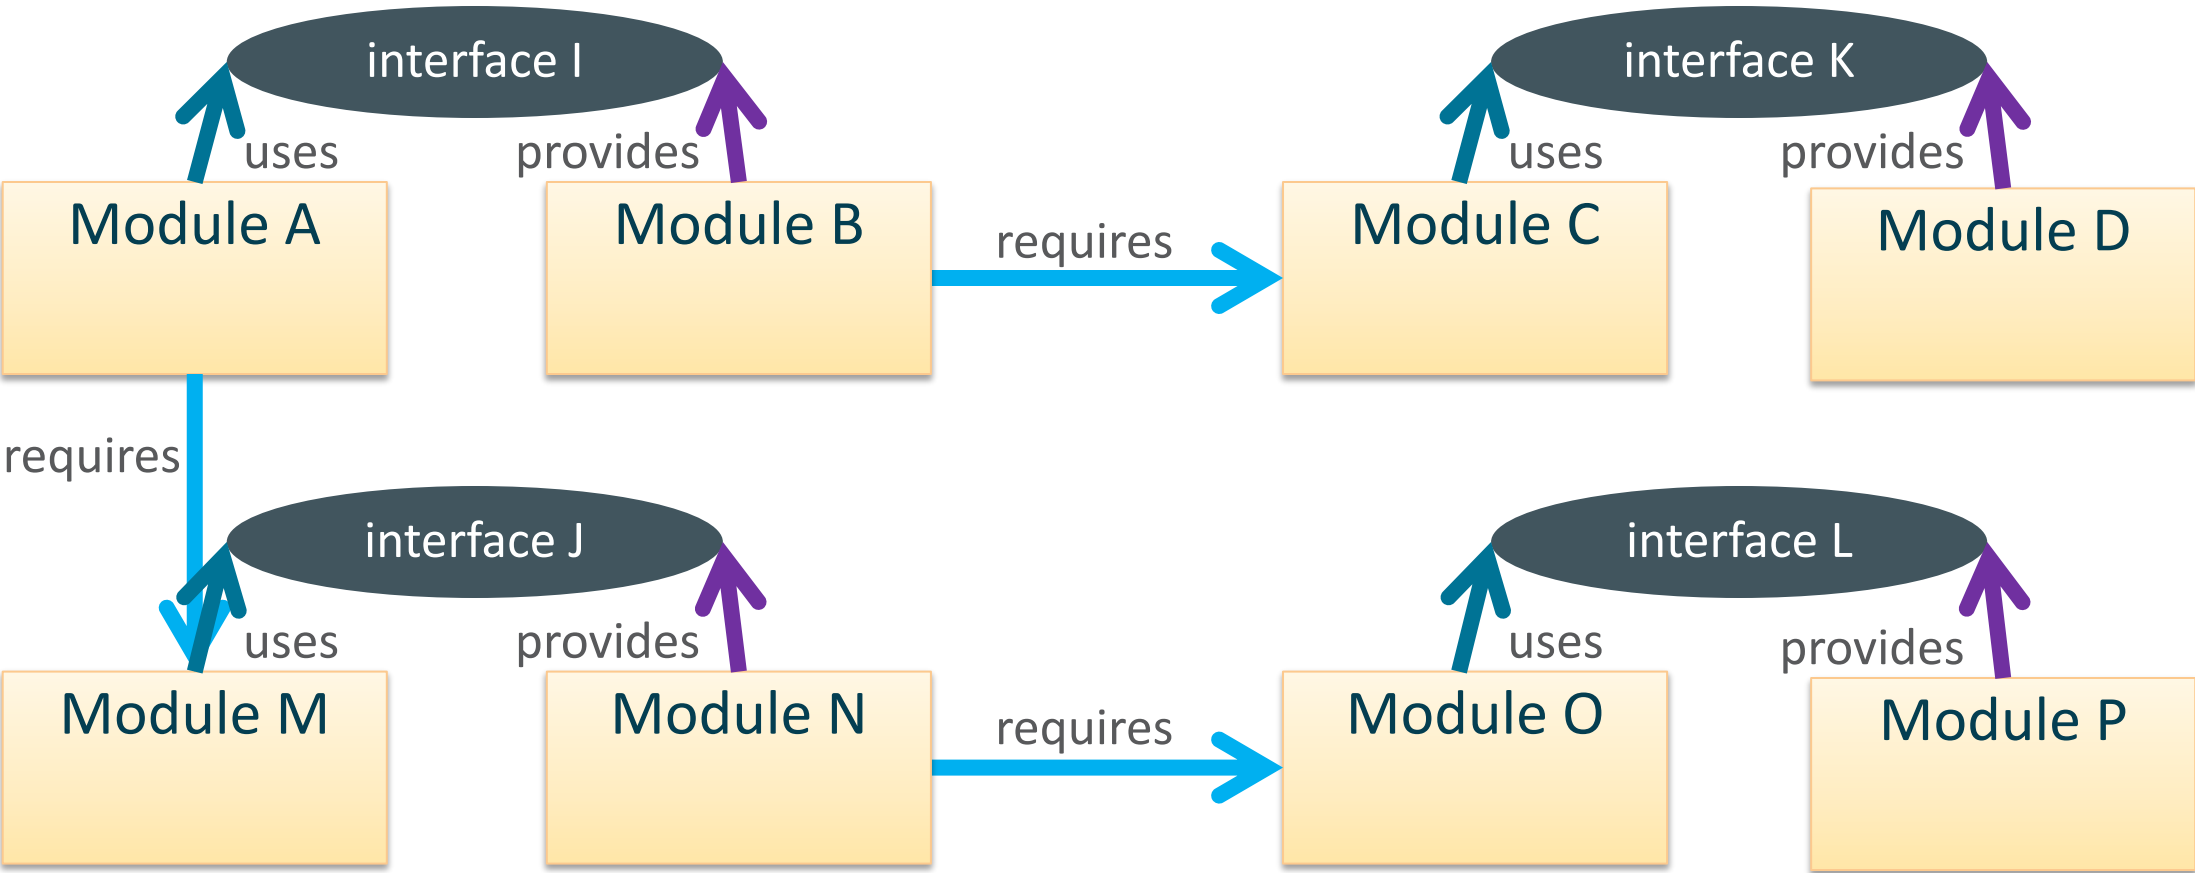 interface I
interface K
uses
provides
uses
provides
Module A
Module B
requires
Module C
Module D
requires
interface J
interface L
uses
provides
uses
provides
Module M
Module N
requires
Module O
Module P